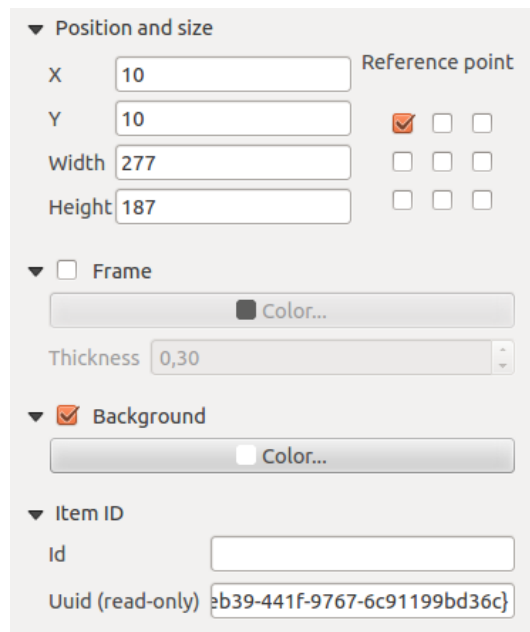 Position and size
Reference point
X 10
Y 10
Width 277
Height 187
Frame
Color...
Thickness 0,30
Background
Color...
Item ID
Id
Uuid (read-only) eb39-441f-9767-6c91199bd36c}